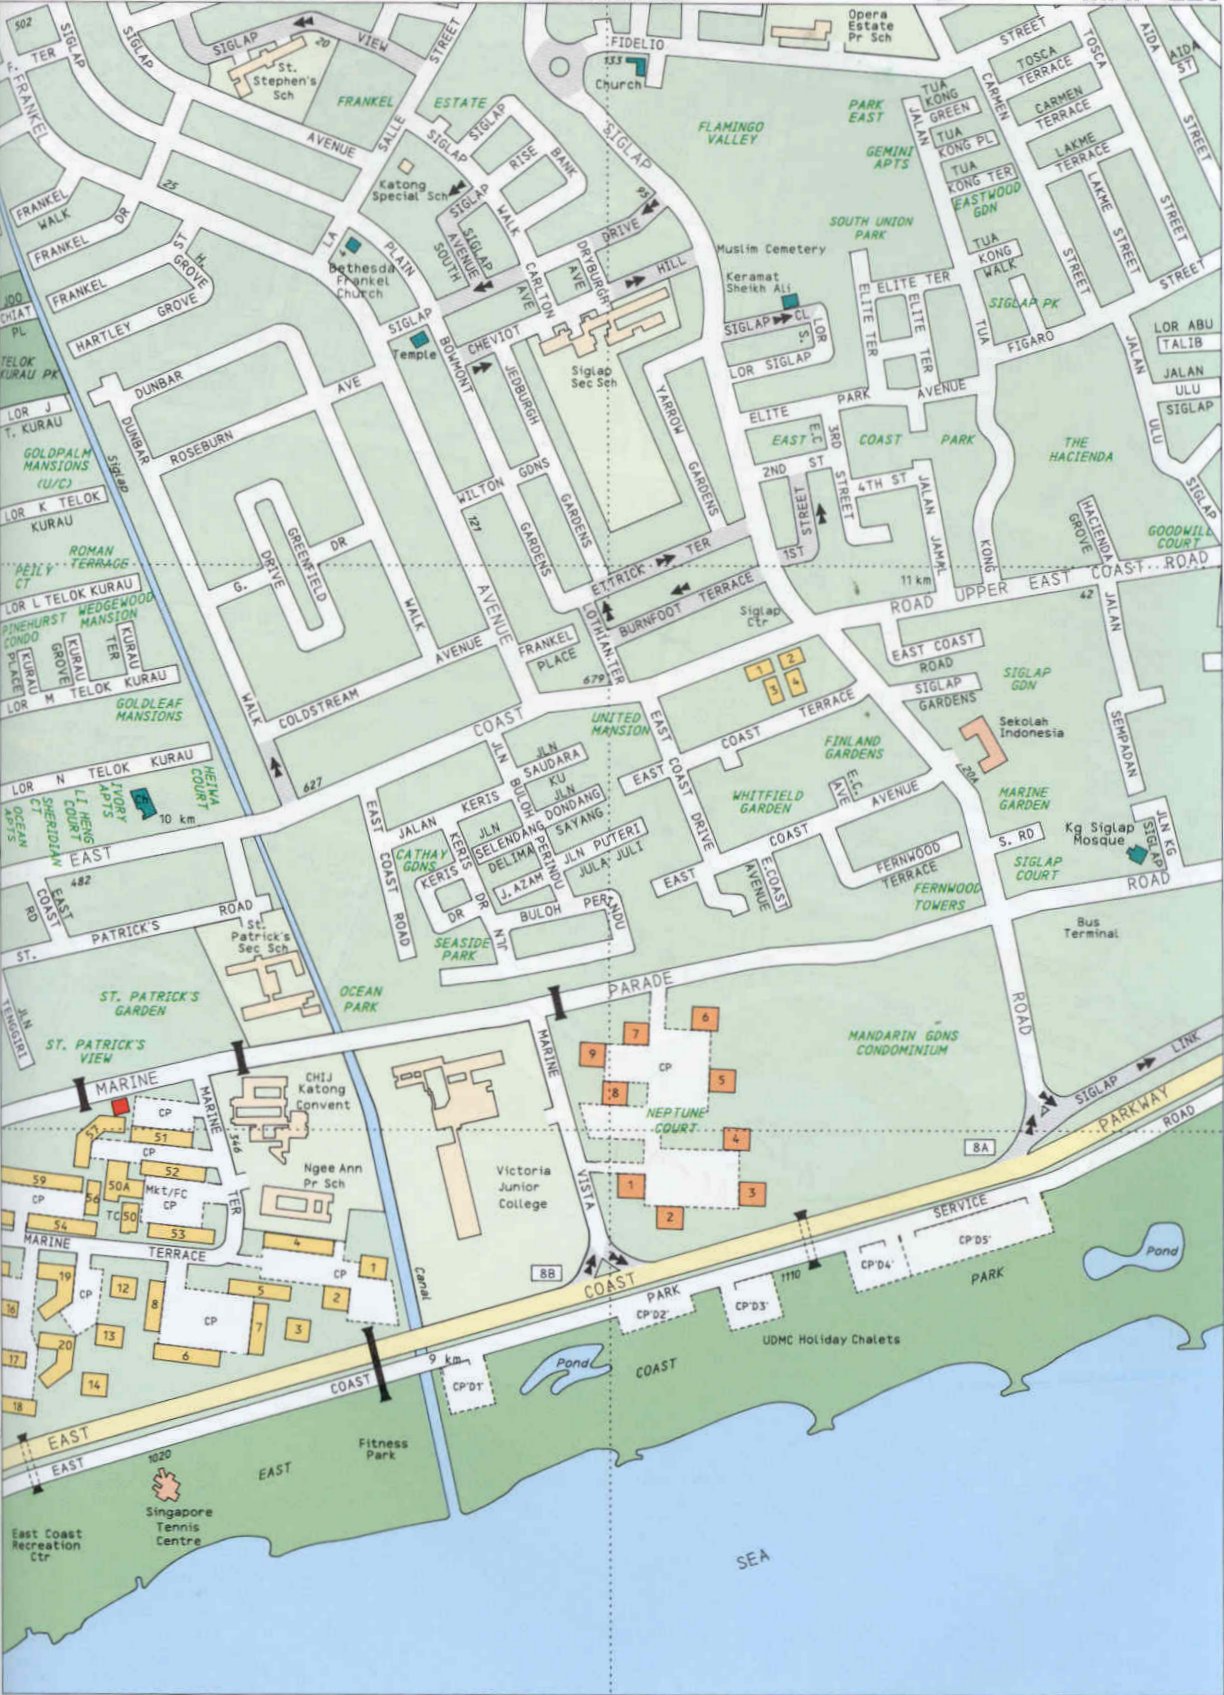 502
SIGLAP
TER
F.
FRANKEL
SIGLAP
SIGLAP
VIEW
20
St.
Stephen's
Sch
STREET
SALLE
LA
FRANKEL
ESTATE
AVENUE
SIGLAP
SIGLAP
RISE
BANK
FIDELIO
133
Church
Opera
Estate
Pr Sch
STREET
TOSCA
TERRACE
TOSCA
AIDA
AIDA
ST
STREET
CARMEN
CARMEN
TERRACE
LAKME
TERRACE
LAKME
STREET
STREET
STREET
STREET
TUA
KONG
GREEN
TUA
KONG PL
TUA
KONG TER
EASTWOOD
GDN
TUA
KONG
WALK
SIGLAP PK
JALAN
TUA
KONG
FIGARO
PARK
EAST
GEMINI
APTS
FLAMINGO
VALLEY
SIGLAP
SOUTH UNION
PARK
Muslim Cemetery
Keramat
Sheikh Ali
SIGLAP
CL
LOR
S.
LOR SIGLAP
ELITE TER
ELITE TER
ELITE
TER
ELITE
PARK
AVENUE
Katong
Special Sch
SIGLAP
AVENUE
SIGLAP
SOUTH
SIGLAP
WALK
95
DRIVE
HILL
DRYBURGH
AVE
CARLTON
AVE
CHEVIOT
Siglap
Sec Sch
25
FRANKEL
WALK
FRANKEL
DR
FRANKEL
ST
H.
GROVE
HARTLEY
GROVE
4
Bethesda
Frankel
Church
PLAIN
SIGLAP
Temple
BOWMONT
JEDBURGH
GARDENS
JOO
CHIAT
PL
TELOK
KURAU PK
LOR J
T. KURAU
GOLDPALM
MANSIONS
(U/C)
LOR K TELOK
KURAU
Siglap
DUNBAR
AVE
DUNBAR
WALK
ROSEBURN
GREENFIELD
DRIVE
DR
G.
WALK
WILTON
GDNS
GARDENS
121
AVENUE
YARROW
GARDENS
ETTRICK
TER
BURNFOOT
TERRACE
LOTHIAN TER
EAST
COAST
PARK
E.C
3RD
STREET
2ND
ST
4TH ST
STREET
1ST
JALAN
JAMAL
THE
HACIENDA
HACIENDA
GROVE
LOR ABU
TALIB
JALAN
ULU
SIGLAP
JALAN
ULU
SIGLAP
GOODWILL
COURT
ROAD
UPPER
EAST
COAST
ROAD
11 km
42
ROMAN
TERRACE
PEILY
CT
LOR L TELOK KURAU
PINEHURST
CONDO
WEDGEWOOD
MANSION
PLACE
KURAU
GROVE
KURAU
TER
KURAU
LOR
M
TELOK
KURAU
GOLDLEAF
MANSIONS
COLDSTREAM
AVENUE
FRANKEL
PLACE
679
Siglap
Ctr
1
2
3
4
EAST COAST
ROAD
SIGLAP
GARDENS
SIGLAP
GDN
JALAN
SEMPADAN
COAST
UNITED
MANSION
EAST
COAST
DRIVE
EAST
COAST
TERRACE
FINLAND
GARDENS
Sekolah
Indonesia
20A
LOR
N
TELOK
KURAU
627
10 km
Ch
HEIWA
COURT
IVORY
APTS
LI HENG
COURT
SHERIDIAN
CT
OCEAN
APTS
EAST
482
JLN
BULOH
PERINDU
JLN
SAUDARA
KU
JLN
DONDANG
SAYANG
JALAN
KERIS
KERIS
DR
JLN
SELENDANG
DELIMA
JLN
PUTERI
JULA JULI
J. AZAM
CATHAY
GDNS
KERIS
DR
JLN
BULOH
PERINDU
WHITFIELD
GARDEN
E.C.
AVE
AVENUE
COAST
EAST
E.COAST
AVENUE
FERNWOOD
TERRACE
FERNWOOD
TOWERS
MARINE
GARDEN
S. RD
SIGLAP
COURT
Kg Siglap
Mosque
JLN KG
SIGLAP
ROAD
EAST
COAST
ROAD
EAST
COAST
RD
ST.
PATRICK'S
ROAD
St.
Patrick's
Sec Sch
SEASIDE
PARK
JLN
TENGGIRI
ST. PATRICK'S
GARDEN
ST. PATRICK'S
VIEW
OCEAN
PARK
PARADE
MARINE
Bus
Terminal
ROAD
MANDARIN GDNS
CONDOMINIUM
CHIJ
Katong
Convent
MARINE
TER
346
Ngee Ann
Pr Sch
Victoria
Junior
College
MARINE
VISTA
6
7
9
CP
5
8
NEPTUNE
COURT
4
1
3
2
8A
8B
SIGLAP
LINK
PARKWAY
ROAD
SERVICE
CP
57
51
CP
52
59
CP
56
50A
Mkt/FC
CP
TC
50
54
53
MARINE
TERRACE
4
CP
1
2
19
CP
12
8
5
CP
7
3
16
13
20
6
17
14
18
Canal
COAST
PARK
CP'D1'
CP'D2'
CP'D3'
CP'D4'
CP'D5'
1110
PARK
Pond
UDMC Holiday Chalets
Pond
COAST
9 km
COAST
EAST
EAST
Fitness
Park
1020
EAST
Singapore
Tennis
Centre
East Coast
Recreation
Ctr
SEA